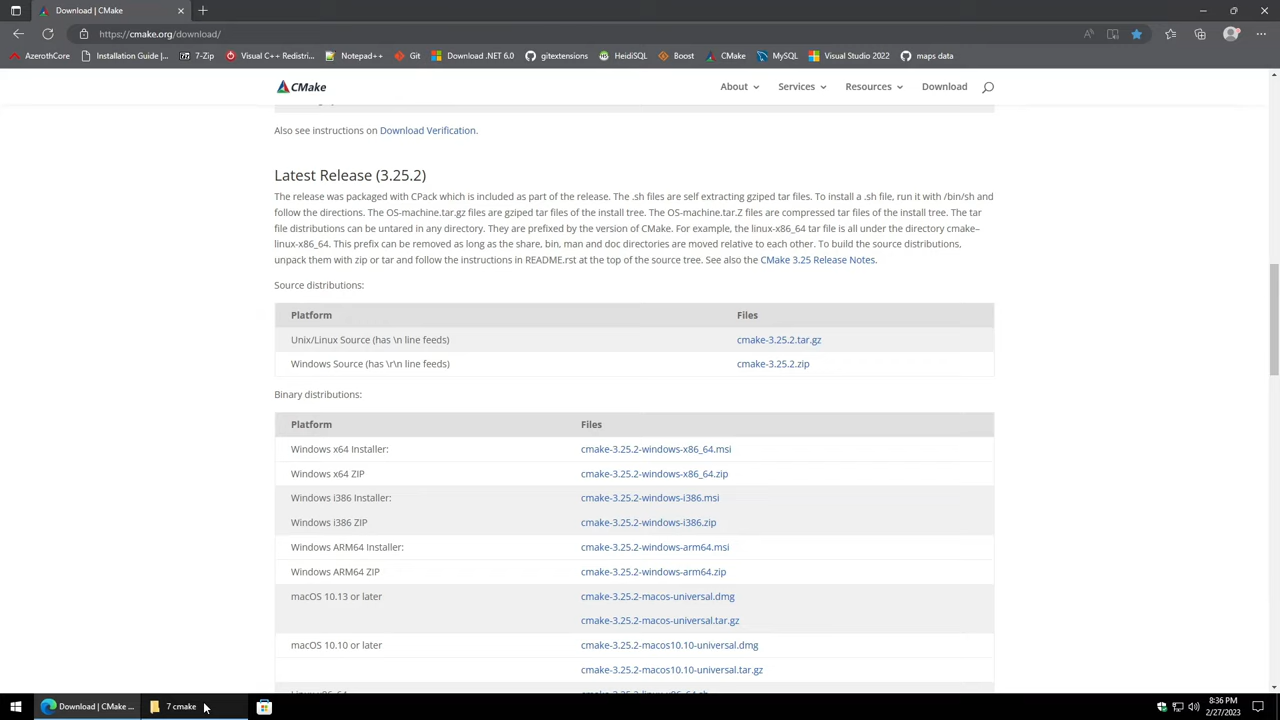 Download | CMake
https://cmake.org/download/
AzerothCore
Installation Guide |...
7-Zip
Visual C++ Redistri...
Notepad++
Git
Download .NET 6.0
gitextensions
HeidiSQL
Boost
CMake
MySQL
Visual Studio 2022
maps data
CMake
About
Services
Resources
Download
Also see instructions on Download Verification.
Latest Release (3.25.2)
The release was packaged with CPack which is included as part of the release. The .sh files are self extracting gziped tar files. To install a .sh file, run it with /bin/sh and
follow the directions. The OS-machine.tar.gz files are gziped tar files of the install tree. The OS-machine.tar.Z files are compressed tar files of the install tree. The tar
file distributions can be untared in any directory. They are prefixed by the version of CMake. For example, the linux-x86_64 tar file is all under the directory cmake–
linux-x86_64. This prefix can be removed as long as the share, bin, man and doc directories are moved relative to each other. To build the source distributions,
unpack them with zip or tar and follow the instructions in README.rst at the top of the source tree. See also the CMake 3.25 Release Notes.
Source distributions:
Platform Files
Unix/Linux Source (has \n line feeds) cmake-3.25.2.tar.gz
Windows Source (has \r\n line feeds) cmake-3.25.2.zip
Binary distributions:
Platform Files
Windows x64 Installer: cmake-3.25.2-windows-x86_64.msi
Windows x64 ZIP cmake-3.25.2-windows-x86_64.zip
Windows i386 Installer: cmake-3.25.2-windows-i386.msi
Windows i386 ZIP cmake-3.25.2-windows-i386.zip
Windows ARM64 Installer: cmake-3.25.2-windows-arm64.msi
Windows ARM64 ZIP cmake-3.25.2-windows-arm64.zip
macOS 10.13 or later cmake-3.25.2-macos-universal.dmg
cmake-3.25.2-macos-universal.tar.gz
macOS 10.10 or later cmake-3.25.2-macos10.10-universal.dmg
cmake-3.25.2-macos10.10-universal.tar.gz
Download | CMake ...
7 cmake
8:36 PM
2/27/2023